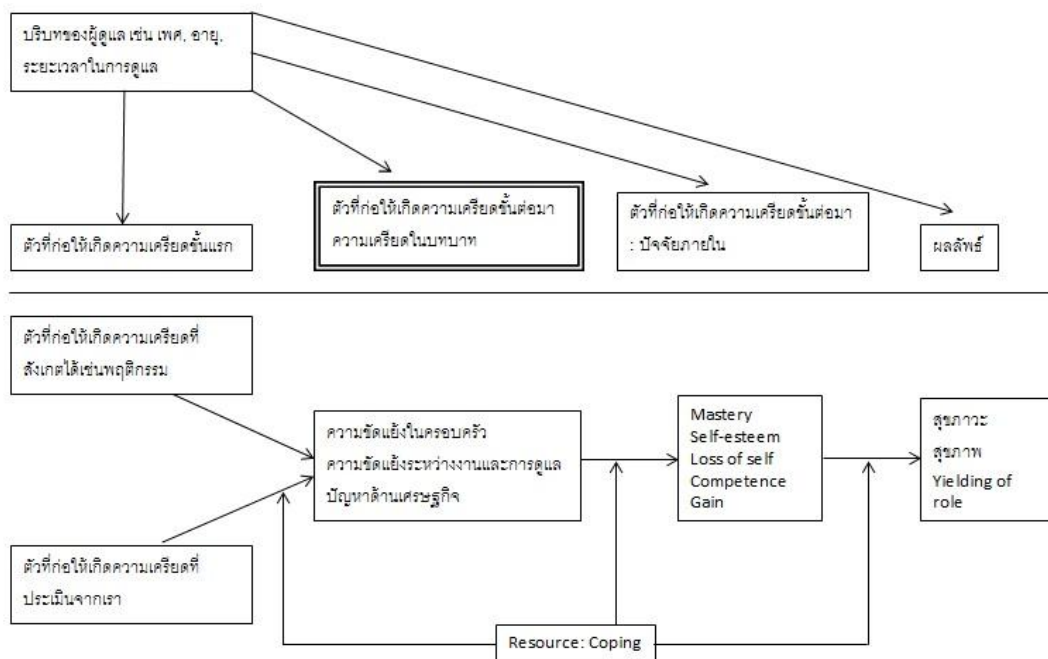 บริบทของผู้ดูแล เช่น เพศ, อายุ,
ระยะเวลาในการดูแล
ตัวที่ก่อให้เกิดความเครียดขั้นแรก
ตัวที่ก่อให้เกิดความเครียดขั้นต่อมา
ความเครียดในบทบาท
ตัวที่ก่อให้เกิดความเครียดขั้นต่อมา
: ปัจจัยภายใน
ผลลัพธ์
ตัวที่ก่อให้เกิดความเครียดที่
สังเกตได้เช่นพฤติกรรม
ตัวที่ก่อให้เกิดความเครียดที่
ประเมินจากเรา
ความขัดแย้งในครอบครัว
ความขัดแย้งระหว่างงานและการดูแล
ปัญหาด้านเศรษฐกิจ
Mastery
Self-esteem
Loss of self
Competence
Gain
สุขภาวะ
สุขภาพ
Yielding of
role
Resource: Coping